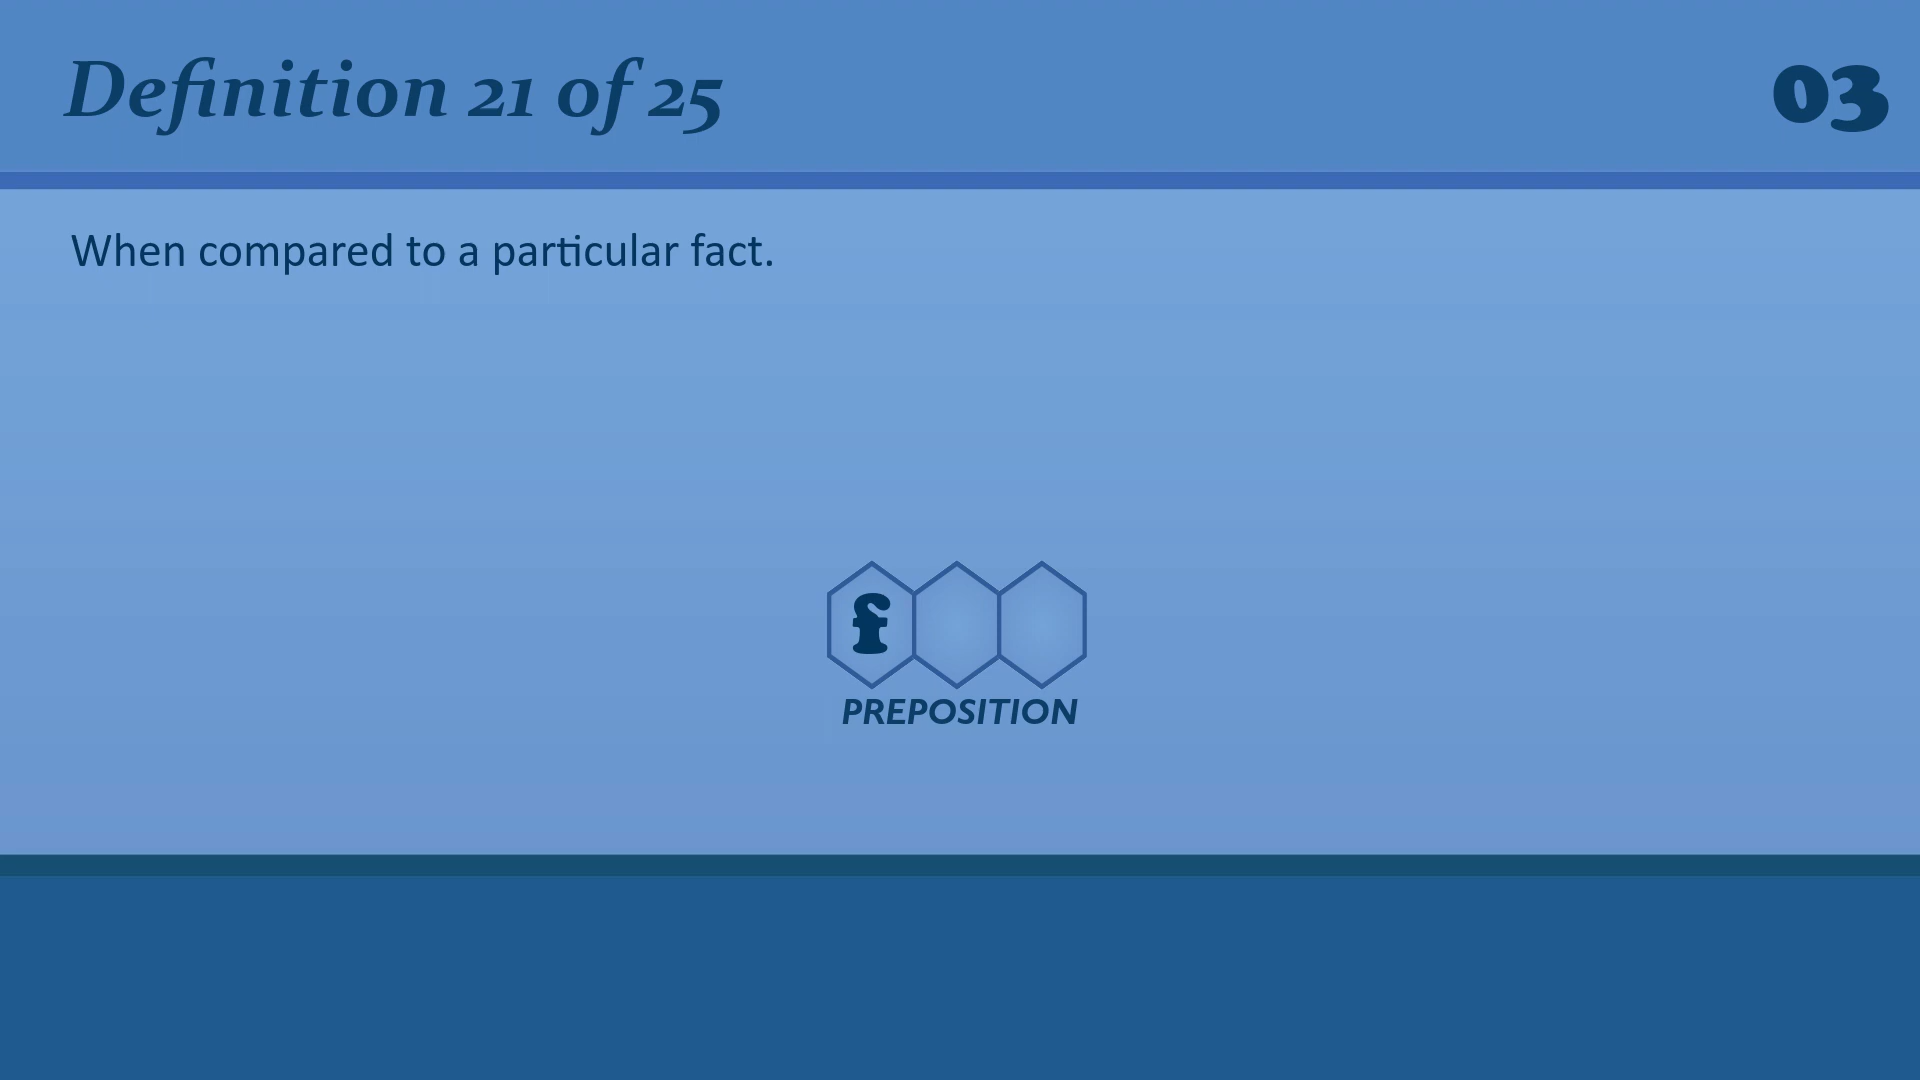 Definition 21 of 25
03
When compared to a particular fact.
f
PREPOSITION